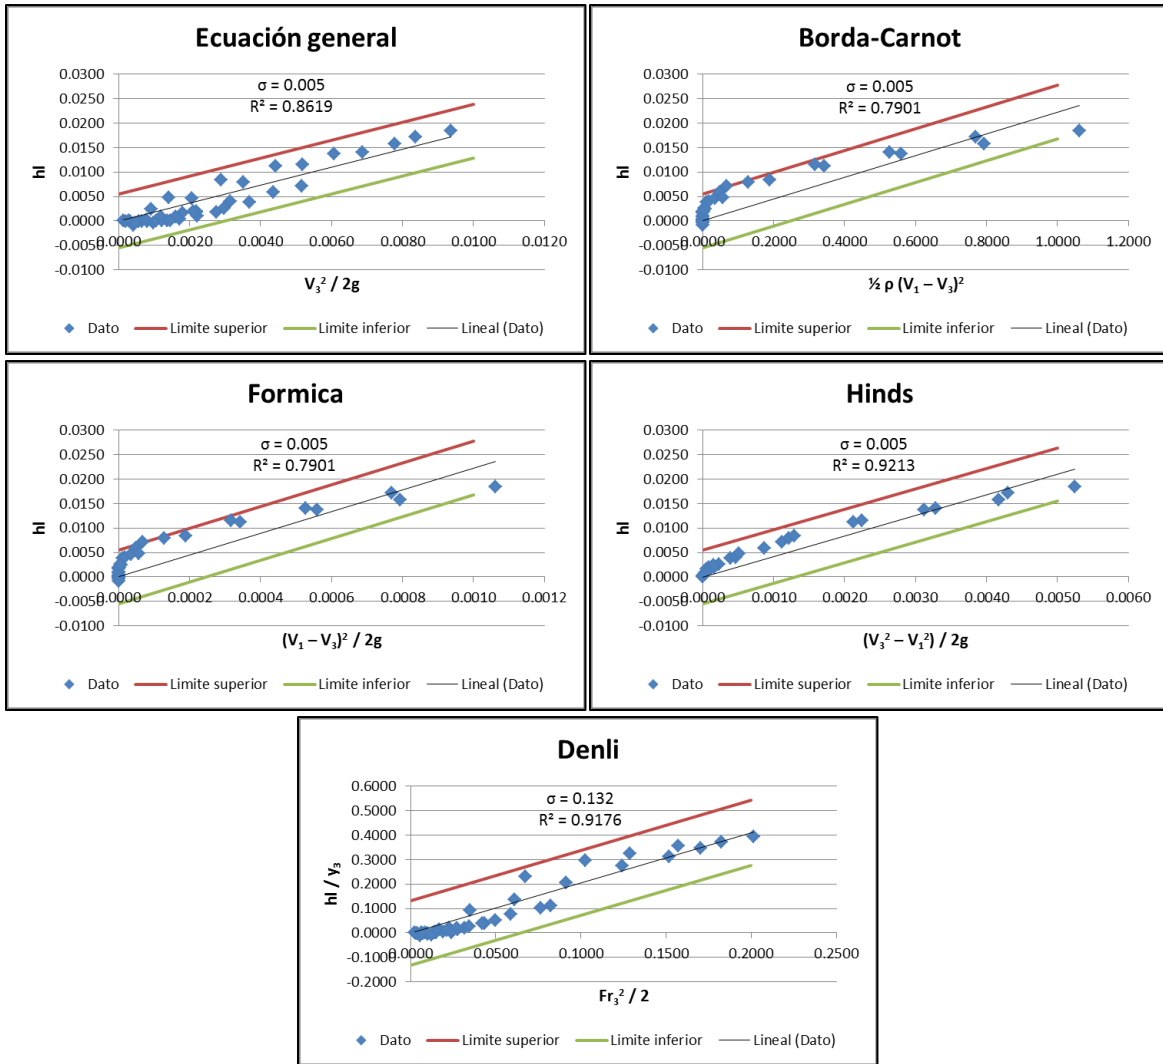 Ecuación general
σ = 0.005
R² = 0.8619
0.0300
0.0250
0.0200
0.0150
0.0100
0.0050
0.0000
-0.0050
-0.0100
hl
0.0000 0.0020 0.0040 0.0060 0.0080 0.0100 0.0120
V₃² / 2g
Dato Limite superior Limite inferior Lineal (Dato)
Borda-Carnot
σ = 0.005
R² = 0.7901
0.0300
0.0250
0.0200
0.0150
0.0100
0.0050
0.0000
-0.0050
-0.0100
hl
0.0000 0.2000 0.4000 0.6000 0.8000 1.0000 1.2000
½ ρ (V₁ – V₃)²
Dato Limite superior Limite inferior Lineal (Dato)
Formica
σ = 0.005
R² = 0.7901
0.0300
0.0250
0.0200
0.0150
0.0100
0.0050
0.0000
-0.0050
-0.0100
hl
0.0000 0.0002 0.0004 0.0006 0.0008 0.0010 0.0012
(V₁ – V₃)² / 2g
Dato Limite superior Limite inferior Lineal (Dato)
Hinds
σ = 0.005
R² = 0.9213
0.0300
0.0250
0.0200
0.0150
0.0100
0.0050
0.0000
-0.0050
-0.0100
hl
0.0000 0.0010 0.0020 0.0030 0.0040 0.0050 0.0060
(V₃² – V₁²) / 2g
Dato Limite superior Limite inferior Lineal (Dato)
Denli
σ = 0.132
R² = 0.9176
0.6000
0.5000
0.4000
0.3000
0.2000
0.1000
0.0000
-0.1000
-0.2000
hl / y₃
0.0000 0.0500 0.1000 0.1500 0.2000 0.2500
Fr₃² / 2
Dato Limite superior Limite inferior Lineal (Dato)